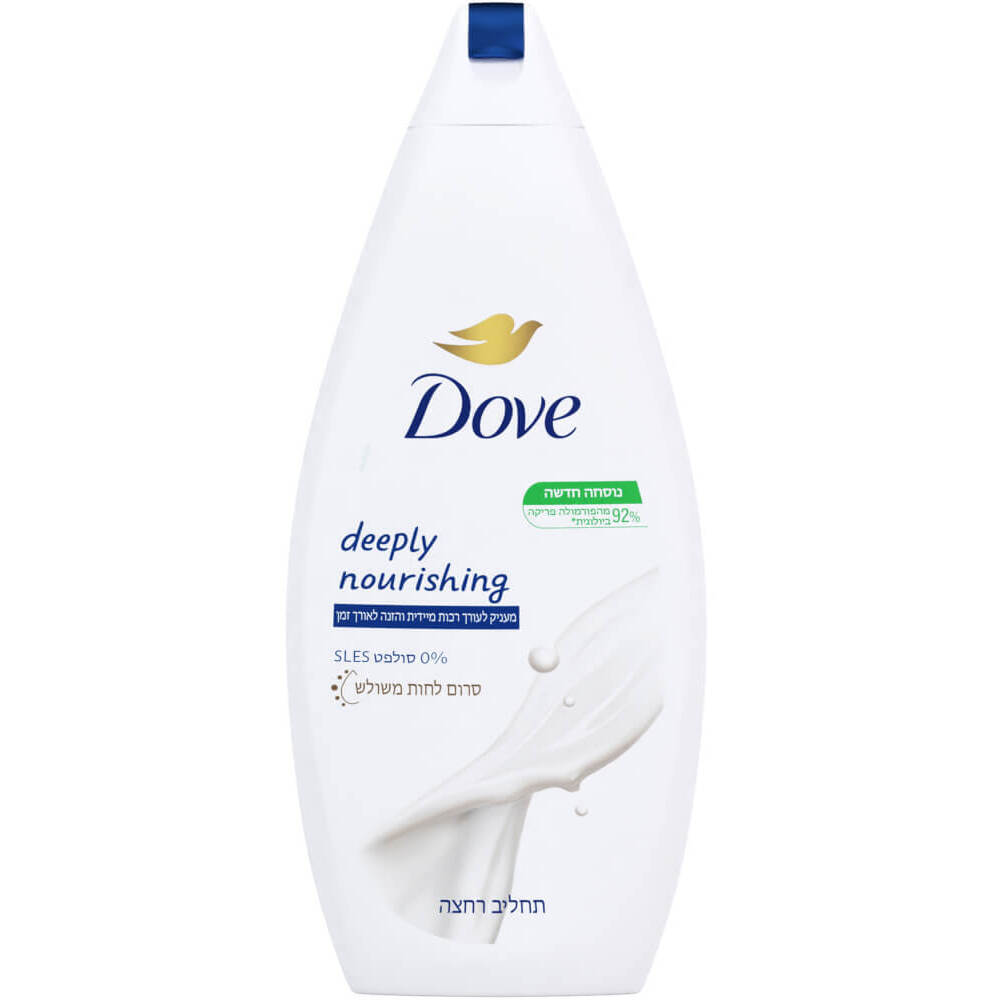 Dove
נוסחה חדשה
92% מהפורמולה פריקה
ביולוגית*
deeply
nourishing
מעניק לעורך רכות מיידית והזנה לאורך זמן
0% סולפט SLES
סרום לחות משולש
תחליב רחצה